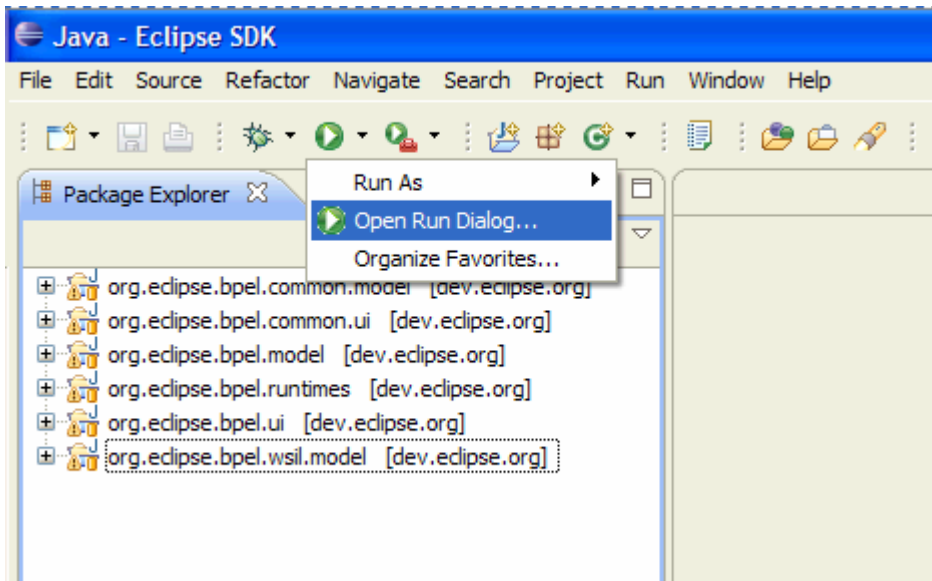 Java - Eclipse SDK
File Edit Source Refactor Navigate Search Project Run Window Help
Package Explorer
Run As
Open Run Dialog...
Organize Favorites...
org.eclipse.bpel.common.model [dev.eclipse.org]
org.eclipse.bpel.common.ui [dev.eclipse.org]
org.eclipse.bpel.model [dev.eclipse.org]
org.eclipse.bpel.runtimes [dev.eclipse.org]
org.eclipse.bpel.ui [dev.eclipse.org]
org.eclipse.bpel.wsil.model [dev.eclipse.org]